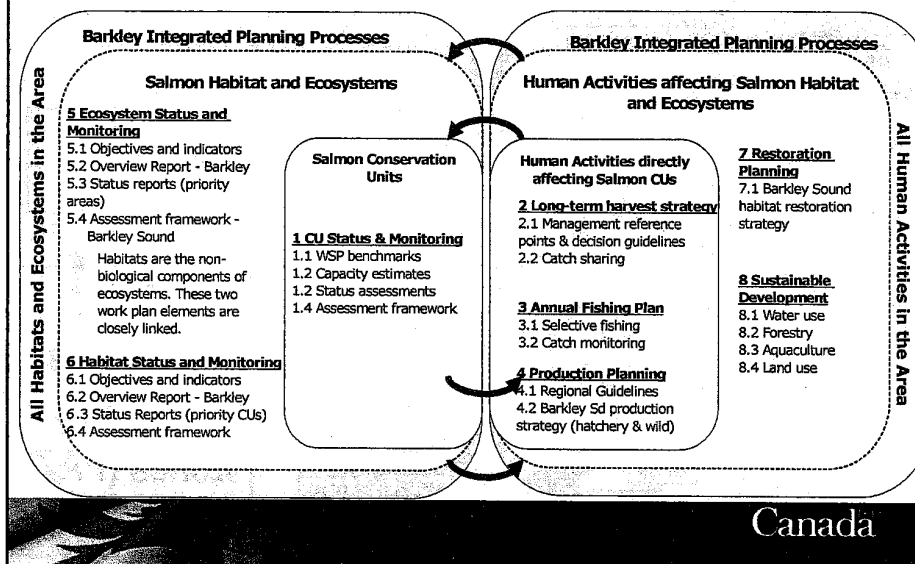 Barkley Integrated Planning Processes
Salmon Habitat and Ecosystems
All Habitats and Ecosystems in the Area
5 Ecosystem Status and
Monitoring
5.1 Objectives and indicators
5.2 Overview Report - Barkley
5.3 Status reports (priority
areas)
5.4 Assessment framework -
Barkley Sound
Habitats are the non-
biological components of
ecosystems. These two
work plan elements are
closely linked.
6 Habitat Status and Monitoring
6.1 Objectives and indicators
6.2 Overview Report - Barkley
6.3 Status Reports (priority CUs)
6.4 Assessment framework
Salmon Conservation
Units
1 CU Status & Monitoring
1.1 WSP benchmarks
1.2 Capacity estimates
1.2 Status assessments
1.4 Assessment framework
Barkley Integrated Planning Processes
Human Activities affecting Salmon Habitat
and Ecosystems
Human Activities directly
affecting Salmon CUs
2 Long-term harvest strategy
2.1 Management reference
points & decision guidelines
2.2 Catch sharing
3 Annual Fishing Plan
3.1 Selective fishing
3.2 Catch monitoring
4 Production Planning
4.1 Regional Guidelines
4.2 Barkley Sd production
strategy (hatchery & wild)
7 Restoration
Planning
7.1 Barkley Sound
habitat restoration
strategy
8 Sustainable
Development
8.1 Water use
8.2 Forestry
8.3 Aquaculture
8.4 Land use
All Human Activities in the Area
Canada